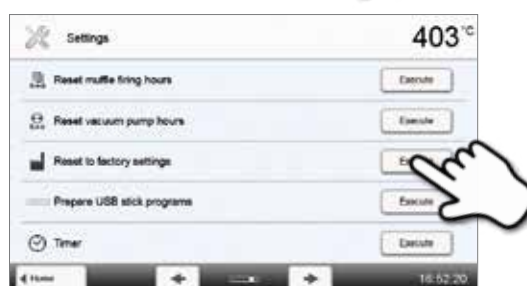 Settings
403°C
Reset muffle firing hours
Execute
Reset vacuum pump hours
Execute
Reset to factory settings
Prepare USB stick programs
Execute
Timer
Execute
Home
16:52:20